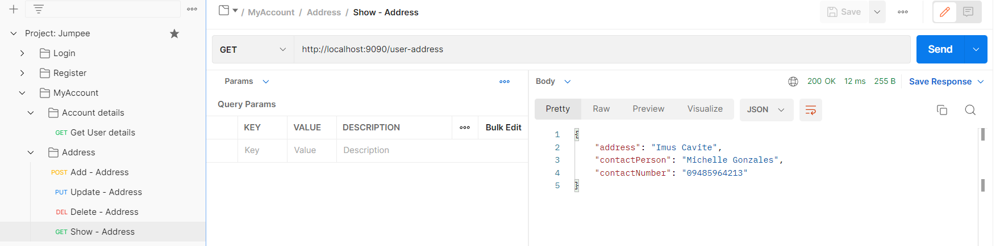 / MyAccount / Address / Show - Address
Save
Project: Jumpee
Login
Register
MyAccount
Account details
GET Get User details
Address
POST Add - Address
PUT Update - Address
DEL Delete - Address
GET Show - Address
GET http://localhost:9090/user-address
Send
Params
Query Params
KEY VALUE DESCRIPTION Bulk Edit
Key Value Description
Body 200 OK 12 ms 255 B Save Response
Pretty Raw Preview Visualize JSON
1 {
2 "address": "Imus Cavite",
3 "contactPerson": "Michelle Gonzales",
4 "contactNumber": "09485964213"
5 }